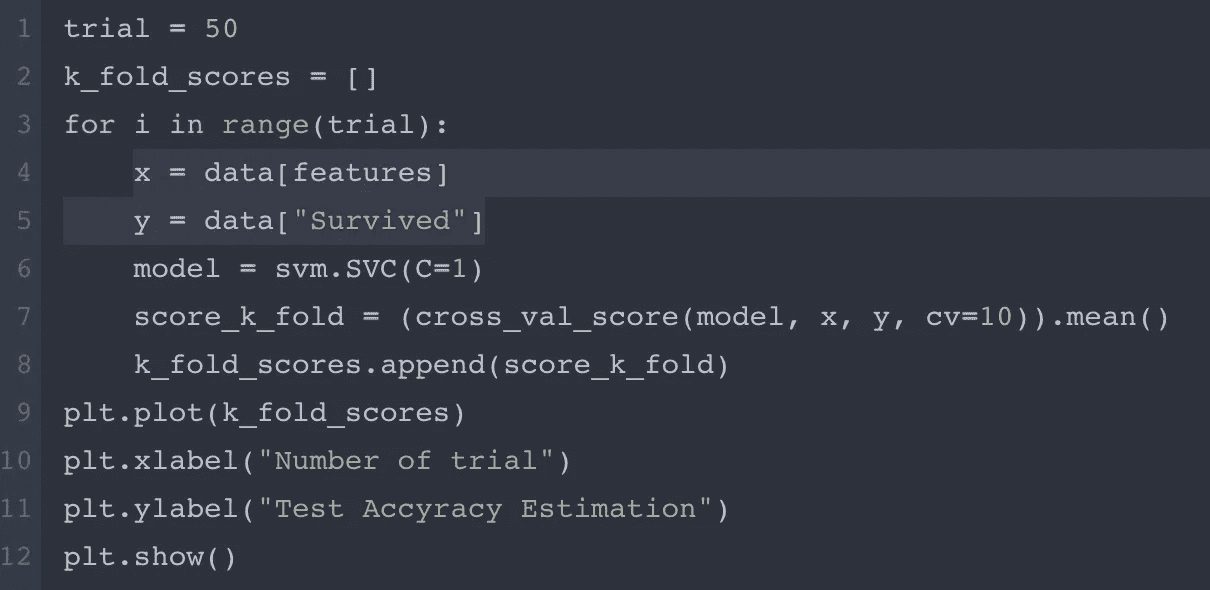 1 trial = 50
2 k_fold_scores = []
3 for i in range(trial):
4     x = data[features]
5     y = data["Survived"]
6     model = svm.SVC(C=1)
7     score_k_fold = (cross_val_score(model, x, y, cv=10)).mean()
8     k_fold_scores.append(score_k_fold)
9 plt.plot(k_fold_scores)
10 plt.xlabel("Number of trial")
11 plt.ylabel("Test Accyracy Estimation")
12 plt.show()